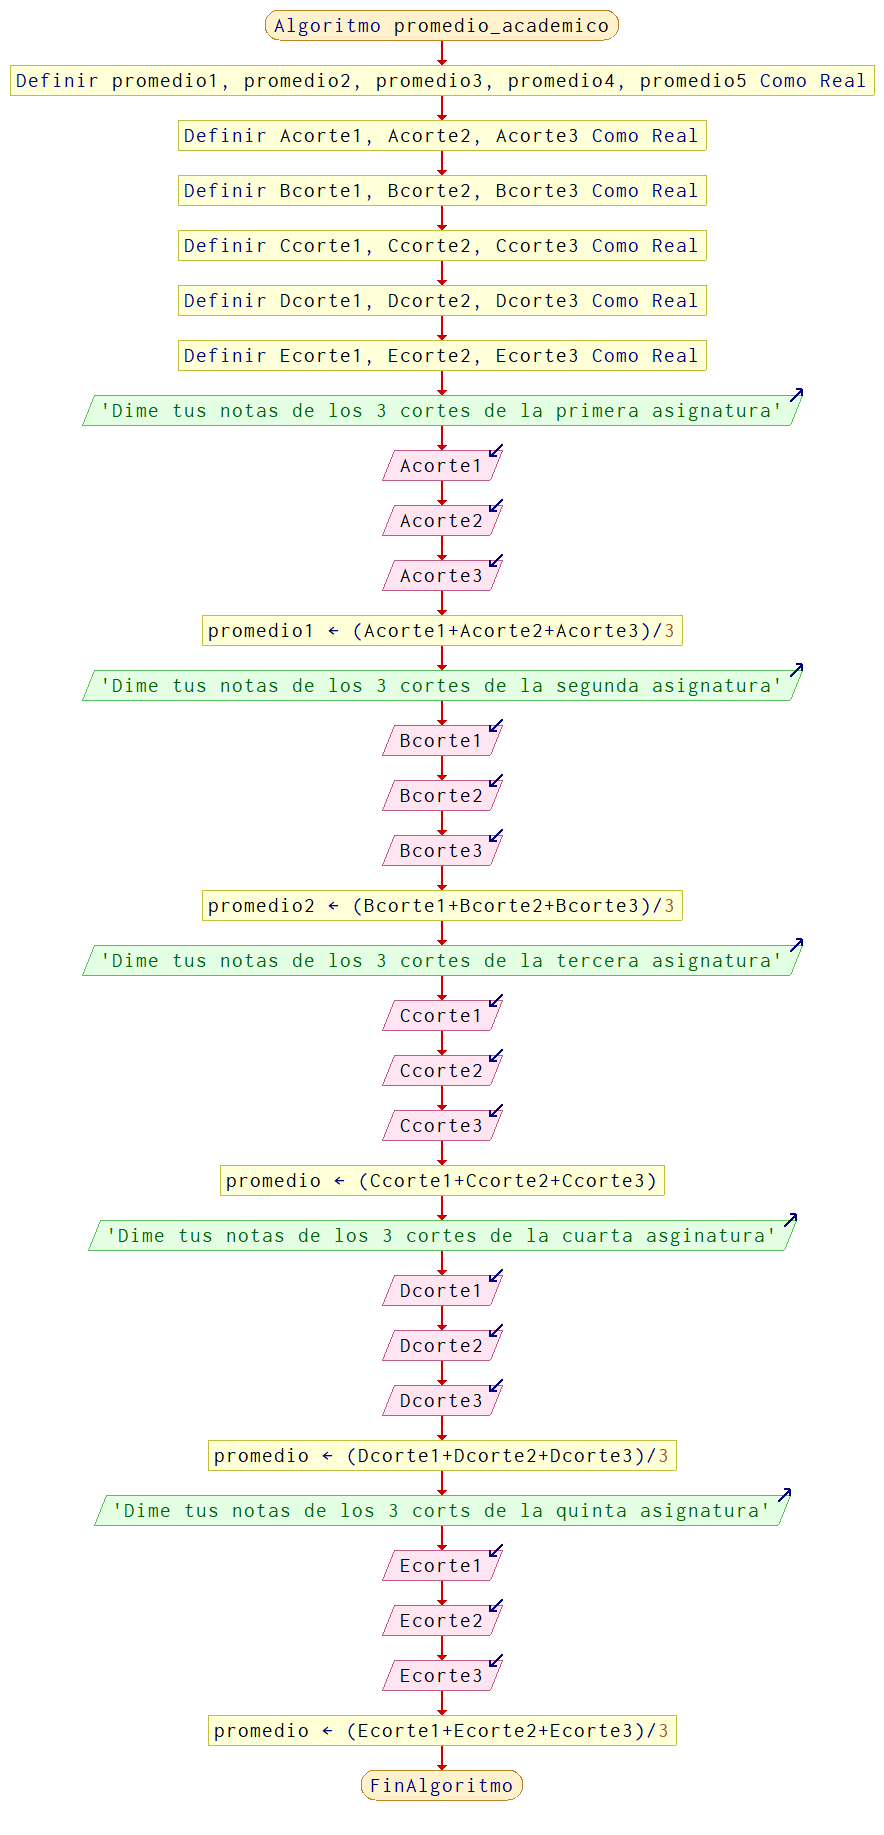 Algoritmo promedio_academico
Definir promedio1, promedio2, promedio3, promedio4, promedio5 Como Real
Definir Acorte1, Acorte2, Acorte3 Como Real
Definir Bcorte1, Bcorte2, Bcorte3 Como Real
Definir Ccorte1, Ccorte2, Ccorte3 Como Real
Definir Dcorte1, Dcorte2, Dcorte3 Como Real
Definir Ecorte1, Ecorte2, Ecorte3 Como Real
'Dime tus notas de los 3 cortes de la primera asignatura'
Acorte1
Acorte2
Acorte3
promedio1 ← (Acorte1+Acorte2+Acorte3)/3
'Dime tus notas de los 3 cortes de la segunda asignatura'
Bcorte1
Bcorte2
Bcorte3
promedio2 ← (Bcorte1+Bcorte2+Bcorte3)/3
'Dime tus notas de los 3 cortes de la tercera asignatura'
Ccorte1
Ccorte2
Ccorte3
promedio ← (Ccorte1+Ccorte2+Ccorte3)
'Dime tus notas de los 3 cortes de la cuarta asginatura'
Dcorte1
Dcorte2
Dcorte3
promedio ← (Dcorte1+Dcorte2+Dcorte3)/3
'Dime tus notas de los 3 corts de la quinta asignatura'
Ecorte1
Ecorte2
Ecorte3
promedio ← (Ecorte1+Ecorte2+Ecorte3)/3
FinAlgoritmo